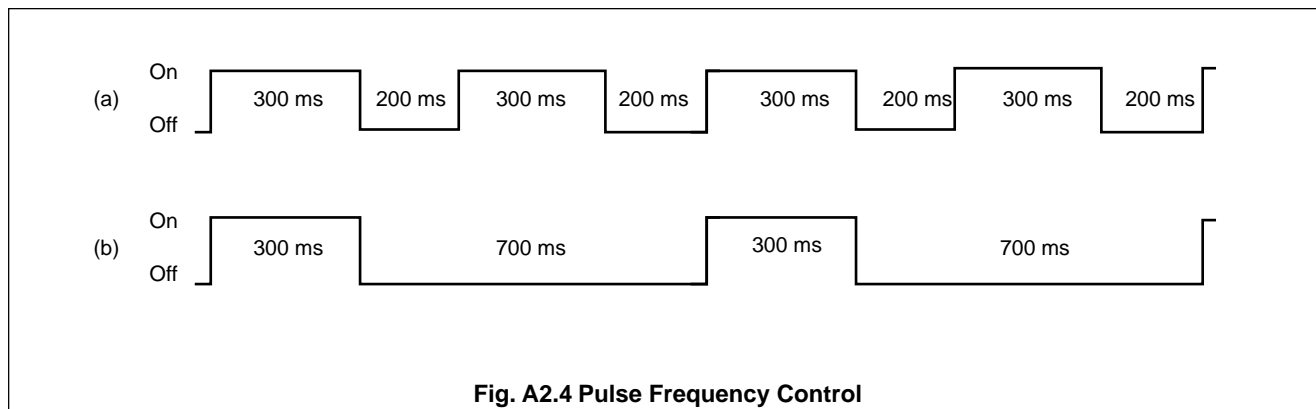 On
(a) 300 ms 200 ms 300 ms 200 ms 300 ms 200 ms 300 ms 200 ms
Off
On
(b) 300 ms 700 ms 300 ms 700 ms
Off
Fig. A2.4 Pulse Frequency Control